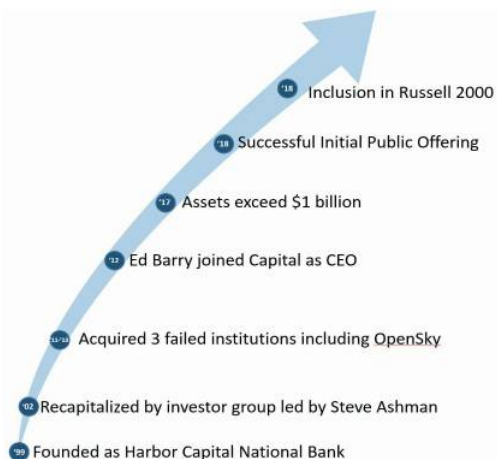 '18 Inclusion in Russell 2000
'18 Successful Initial Public Offering
'17 Assets exceed $1 billion
'12 Ed Barry joined Capital as CEO
Acquired 3 failed institutions including OpenSky
'02 Recapitalized by investor group led by Steve Ashman
'99 Founded as Harbor Capital National Bank